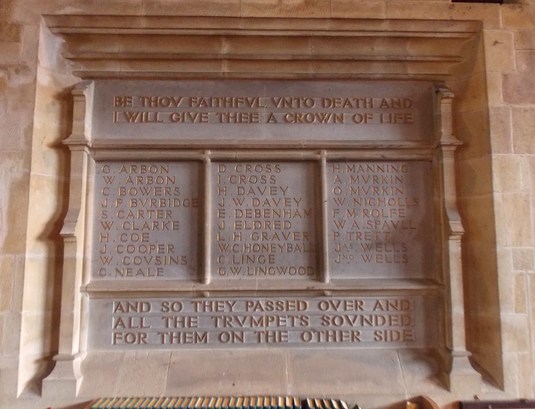 BE THOV FAITHFVL VNTO DEATH AND
I WILL GIVE THEE A CROWN OF LIFE
G. ARBON
W. ARBON
C. BOWERS
J. P. BVRBIDGE
S. CARTER
W. CLARKE
H. COE
J. COOPER
W. COVSINS
C. NEALE
D. CROSS
J. CROSS
H. DAVEY
J. W. DAVEY
E. DEBENHAM
J. ELDRED
L. H. GRAVER
W. C. HONEYBALL
C. LINGE
G. W. LINGWOOD
F. MANNING
A. MVRKIN
O. MVRKIN
W. NICHOLLS
F. M. ROLFE
W. A. SPAVLL
P. TRETT
JAS WELLS
JNO WELLS
AND SO THEY PASSED OVER AND
ALL THE TRVMPETS SOVNDED
FOR THEM ON THE OTHER SIDE